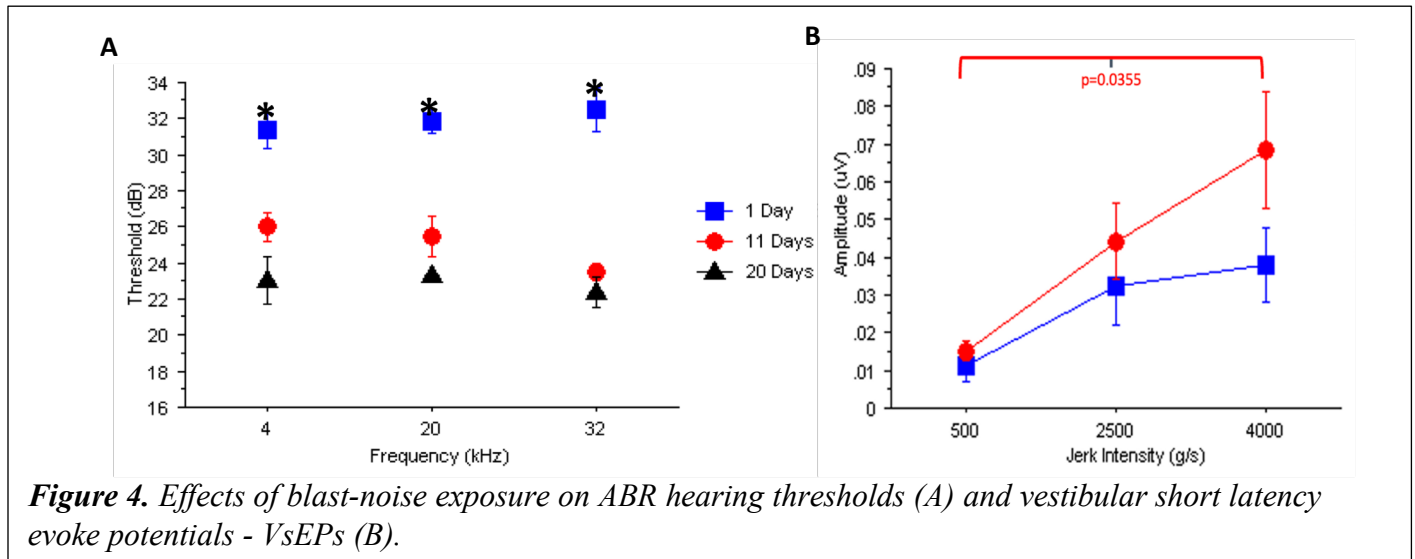 A
B
34
32
30
28
26
24
22
20
18
16
Threshold (dB)
* * *
4 20 32
Frequency (kHz)
1 Day
11 Days
20 Days
p=0.0355
.09
.08
.07
.06
.05
.04
.03
.02
.01
0
Amplitude (uV)
500 2500 4000
Jerk Intensity (g/s)
Figure 4. Effects of blast-noise exposure on ABR hearing thresholds (A) and vestibular short latency
evoke potentials - VsEPs (B).